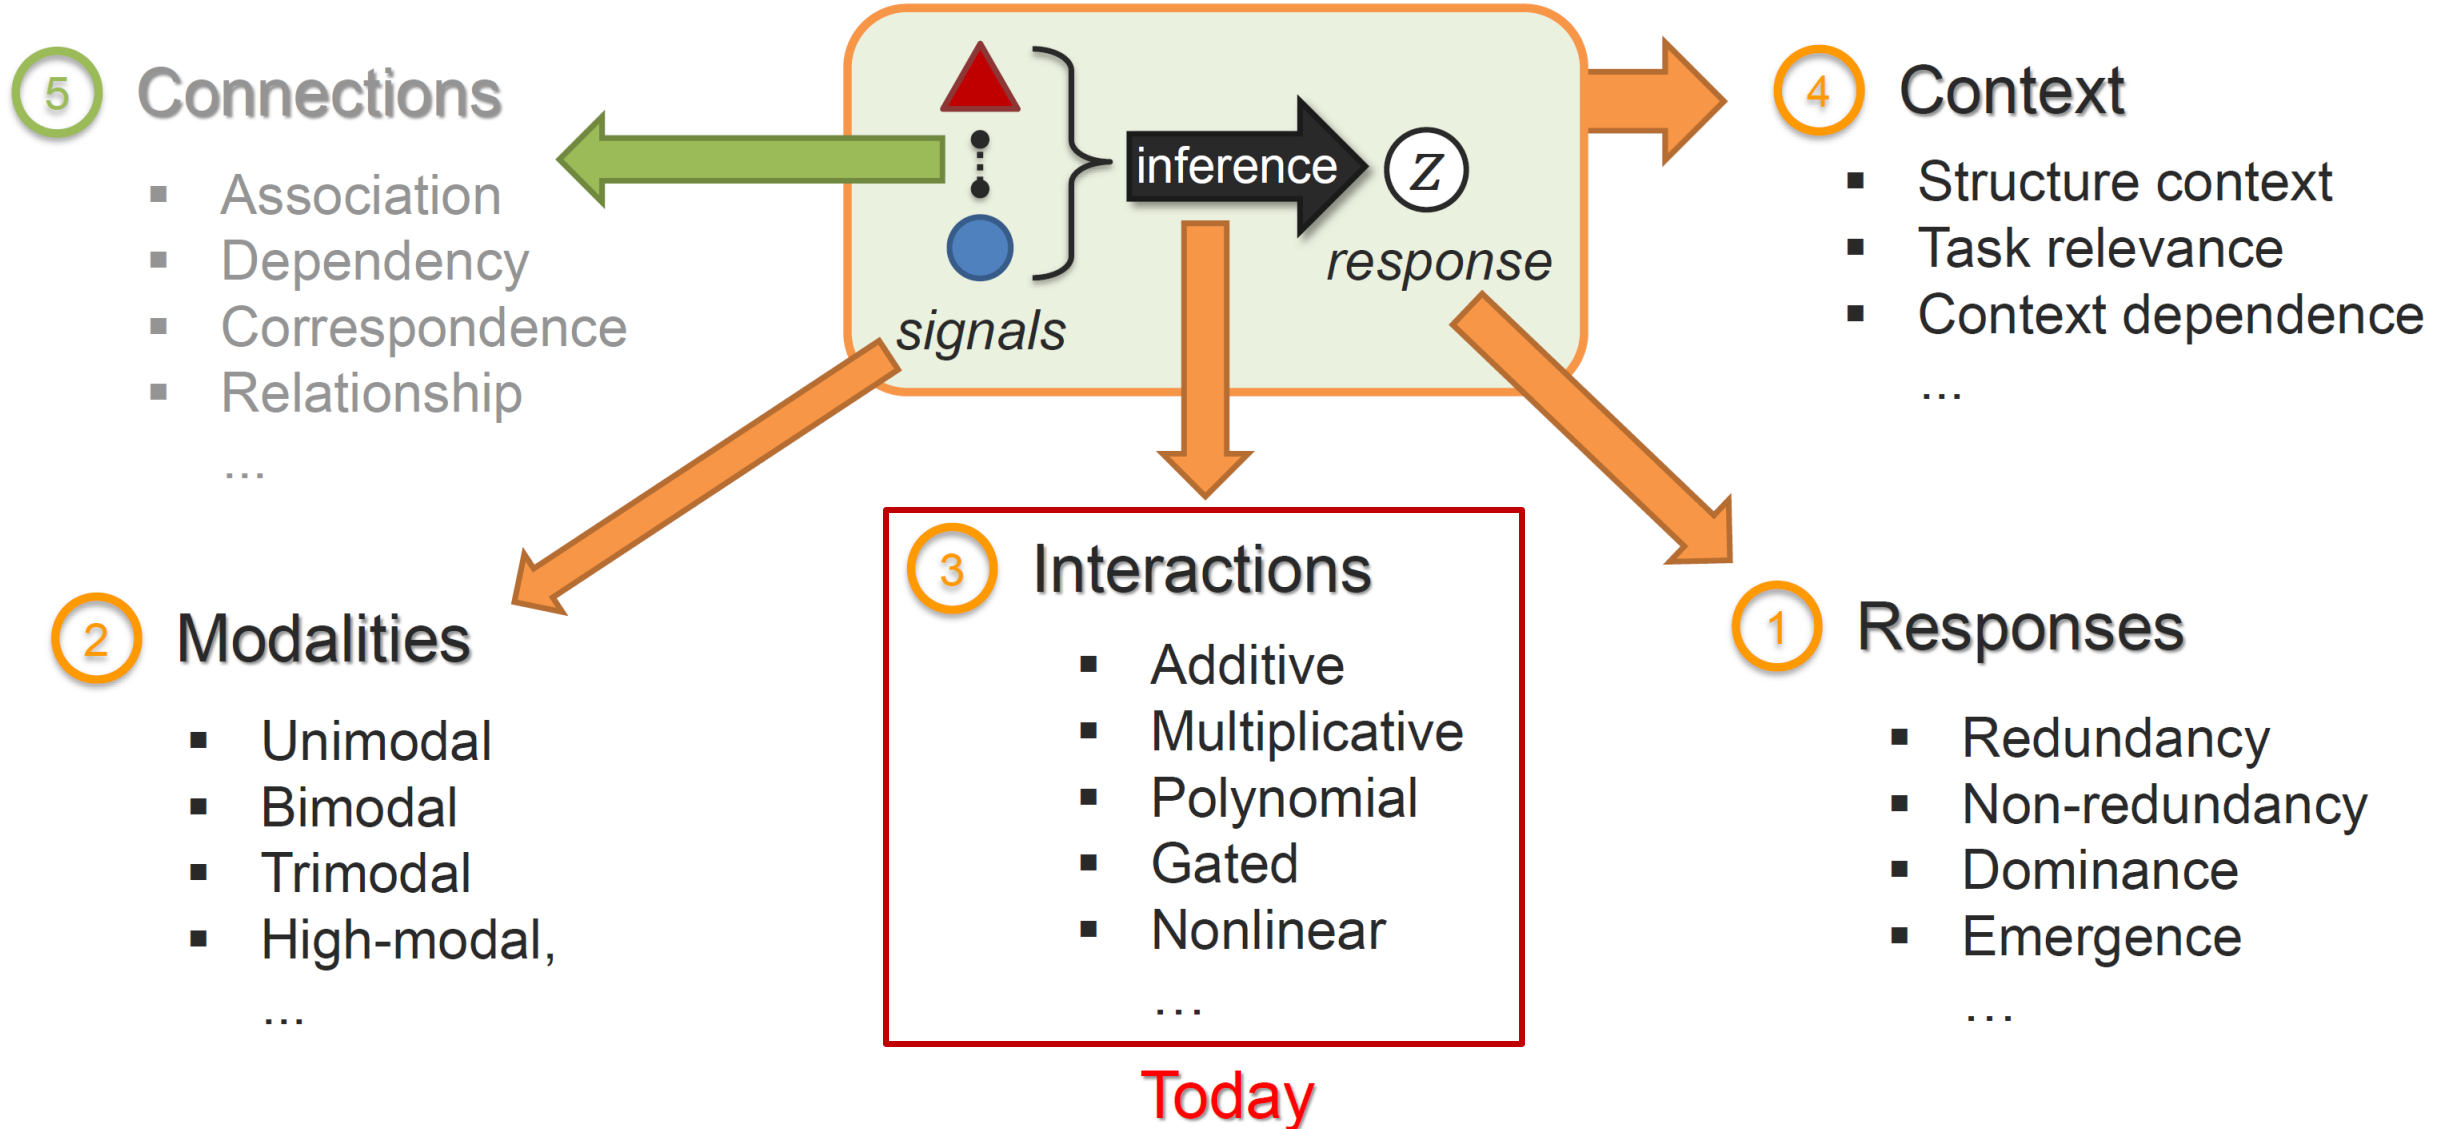 5 Connections
Association
Dependency
Correspondence
Relationship
...
signals
inference
z
response
4 Context
Structure context
Task relevance
Context dependence
...
2 Modalities
Unimodal
Bimodal
Trimodal
High-modal,
...
3 Interactions
Additive
Multiplicative
Polynomial
Gated
Nonlinear
...
Today
1 Responses
Redundancy
Non-redundancy
Dominance
Emergence
...